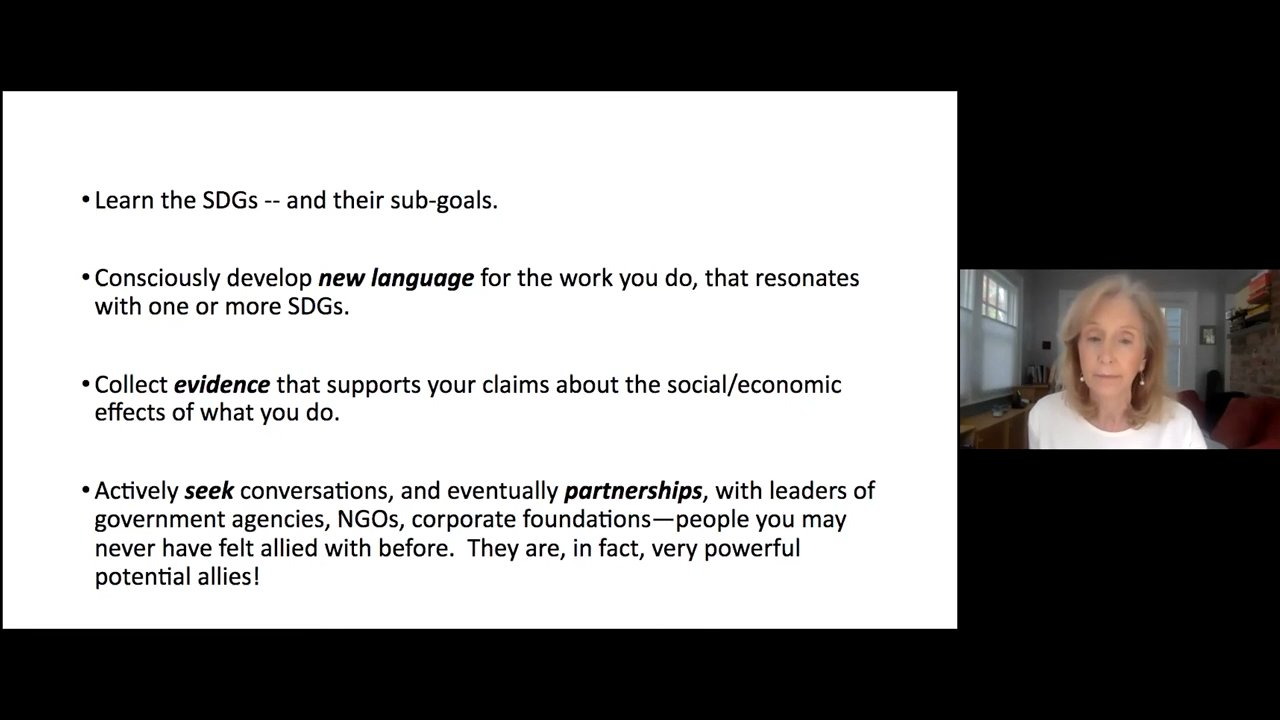 • Learn the SDGs -- and their sub-goals.
• Consciously develop new language for the work you do, that resonates
with one or more SDGs.
• Collect evidence that supports your claims about the social/economic
effects of what you do.
• Actively seek conversations, and eventually partnerships, with leaders of
government agencies, NGOs, corporate foundations—people you may
never have felt allied with before.  They are, in fact, very powerful
potential allies!